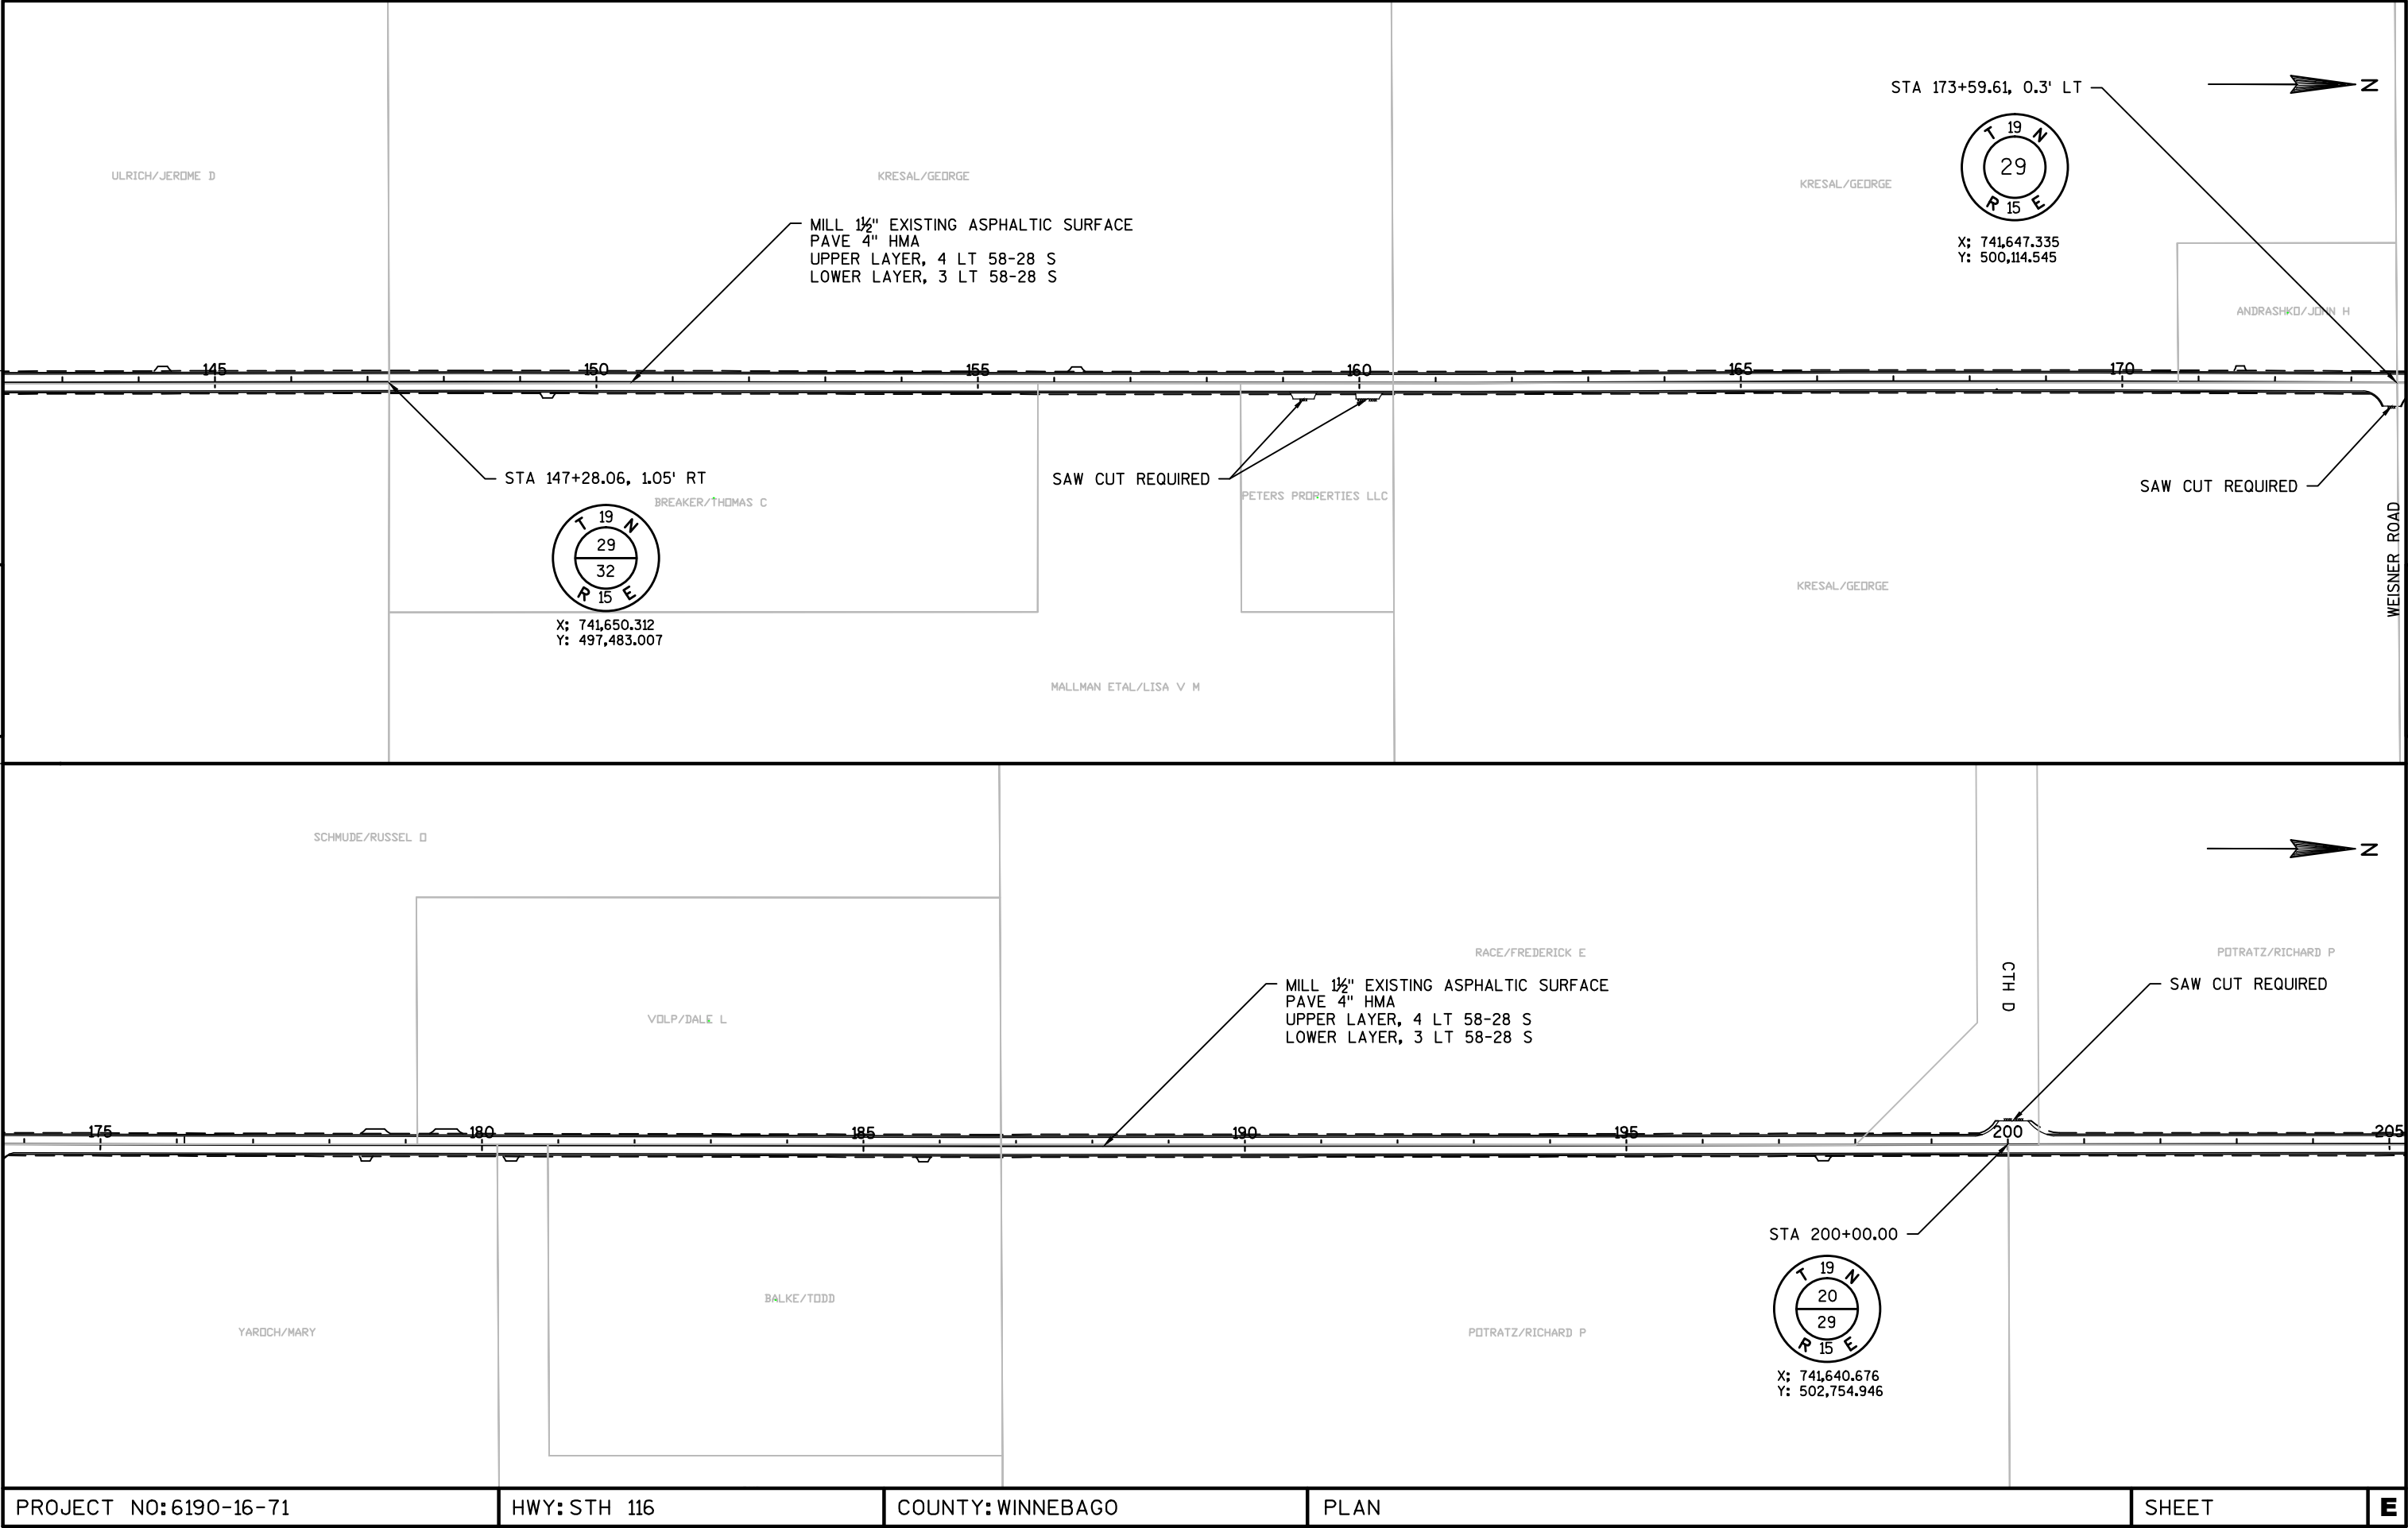 STA 173+59.61, 0.3' LT
N
T 19 N
29
R 15 E
X; 741,647.335
Y: 500,114.545
ULRICH/JEROME D
KRESAL/GEORGE
KRESAL/GEORGE
MILL 1½" EXISTING ASPHALTIC SURFACE
PAVE 4" HMA
UPPER LAYER, 4 LT 58-28 S
LOWER LAYER, 3 LT 58-28 S
ANDRASHKO/JOHN H
145 150 155 160 165 170
STA 147+28.06, 1.05' RT
SAW CUT REQUIRED
SAW CUT REQUIRED
BREAKER/THOMAS C
PETERS PROPERTIES LLC
T 19 N
29
32
R 15 E
X; 741,650.312
Y: 497,483.007
KRESAL/GEORGE
WEISNER ROAD
MALLMAN ETAL/LISA V M
SCHMUDE/RUSSEL O
N
RACE/FREDERICK E
POTRATZ/RICHARD P
MILL 1½" EXISTING ASPHALTIC SURFACE
PAVE 4" HMA
UPPER LAYER, 4 LT 58-28 S
LOWER LAYER, 3 LT 58-28 S
CTH D
SAW CUT REQUIRED
VOLP/DALE L
175 180 185 190 195 200 205
STA 200+00.00
T 19 N
20
29
R 15 E
X; 741,640.676
Y: 502,754.946
BALKE/TODD
YAROCH/MARY
POTRATZ/RICHARD P
PROJECT NO:6190-16-71 HWY:STH 116 COUNTY:WINNEBAGO PLAN SHEET E